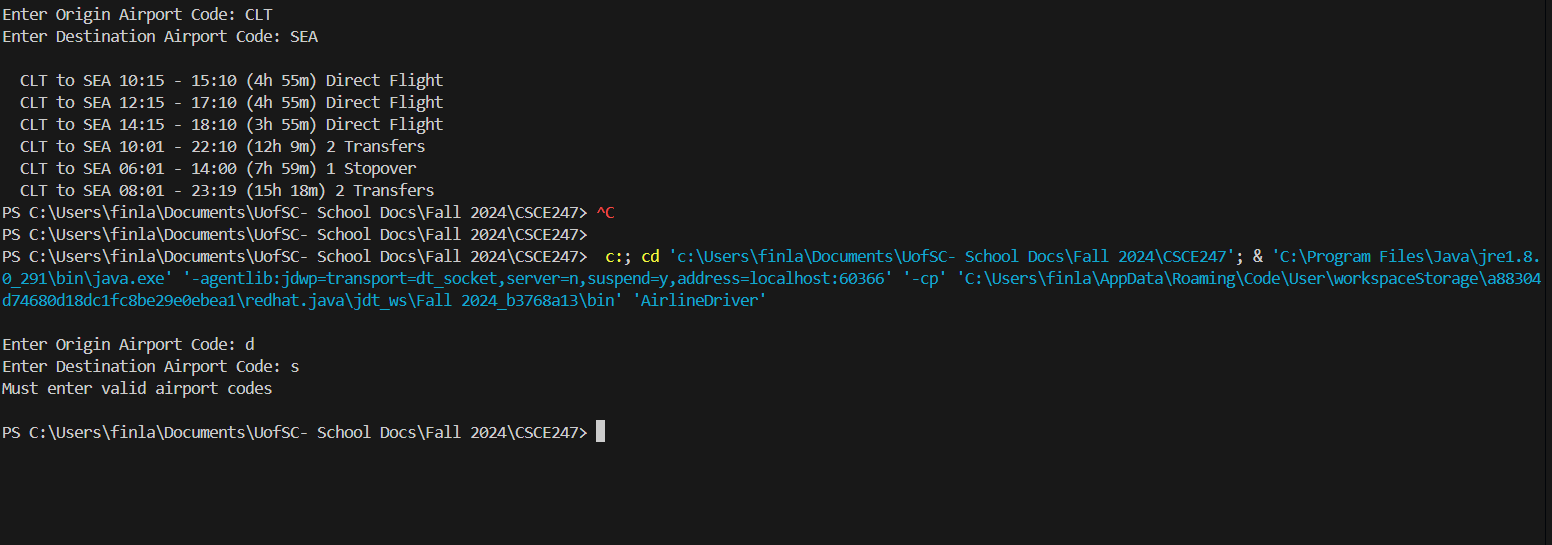 Enter Origin Airport Code: CLT
Enter Destination Airport Code: SEA
CLT to SEA 10:15 - 15:10 (4h 55m) Direct Flight
CLT to SEA 12:15 - 17:10 (4h 55m) Direct Flight
CLT to SEA 14:15 - 18:10 (3h 55m) Direct Flight
CLT to SEA 10:01 - 22:10 (12h 9m) 2 Transfers
CLT to SEA 06:01 - 14:00 (7h 59m) 1 Stopover
CLT to SEA 08:01 - 23:19 (15h 18m) 2 Transfers
PS C:\Users\finla\Documents\UofSC- School Docs\Fall 2024\CSCE247> ^C
PS C:\Users\finla\Documents\UofSC- School Docs\Fall 2024\CSCE247>
PS C:\Users\finla\Documents\UofSC- School Docs\Fall 2024\CSCE247>  c:; cd 'c:\Users\finla\Documents\UofSC- School Docs\Fall 2024\CSCE247'; & 'C:\Program Files\Java\jre1.8.
0_291\bin\java.exe' '-agentlib:jdwp=transport=dt_socket,server=n,suspend=y,address=localhost:60366' '-cp' 'C:\Users\finla\AppData\Roaming\Code\User\workspaceStorage\a88304
d74680d18dc1fc8be29e0ebea1\redhat.java\jdt_ws\Fall 2024_b3768a13\bin' 'AirlineDriver'
Enter Origin Airport Code: d
Enter Destination Airport Code: s
Must enter valid airport codes
PS C:\Users\finla\Documents\UofSC- School Docs\Fall 2024\CSCE247>